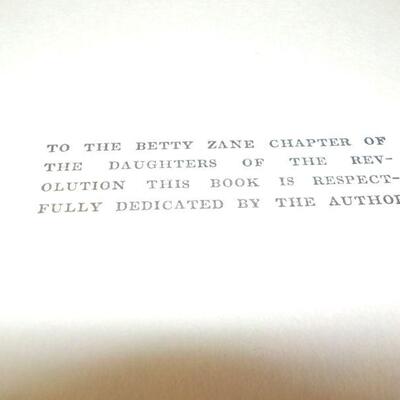 TO THE BETTY ZANE CHAPTER OF
THE DAUGHTERS OF THE REV-
OLUTION THIS BOOK IS RESPECT-
FULLY DEDICATED BY THE AUTHOR